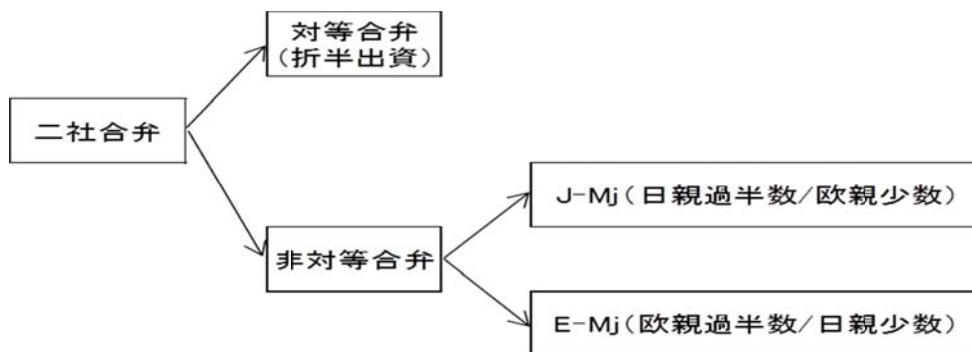 対等合弁
(折半出資)
二社合弁
J-Mj(日親過半数/欧親少数)
非対等合弁
E-Mj(欧親過半数/日親少数)